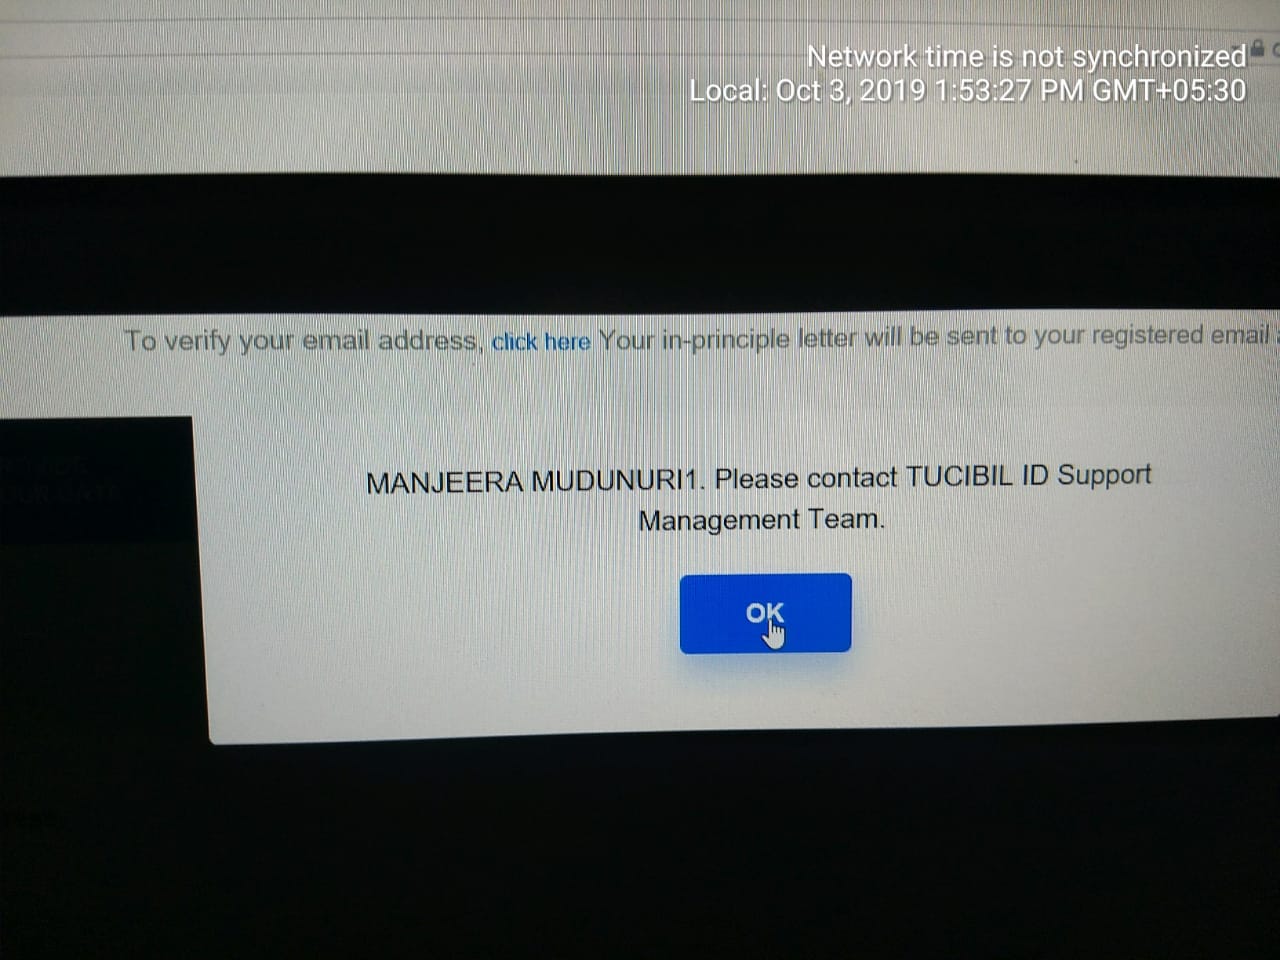 Network time is not synchronized
Local: Oct 3, 2019 1:53:27 PM GMT+05:30
To verify your email address, click here Your in-principle letter will be sent to your registered email
MANJEERA MUDUNURI1. Please contact TUCIBIL ID Support
Management Team.
OK